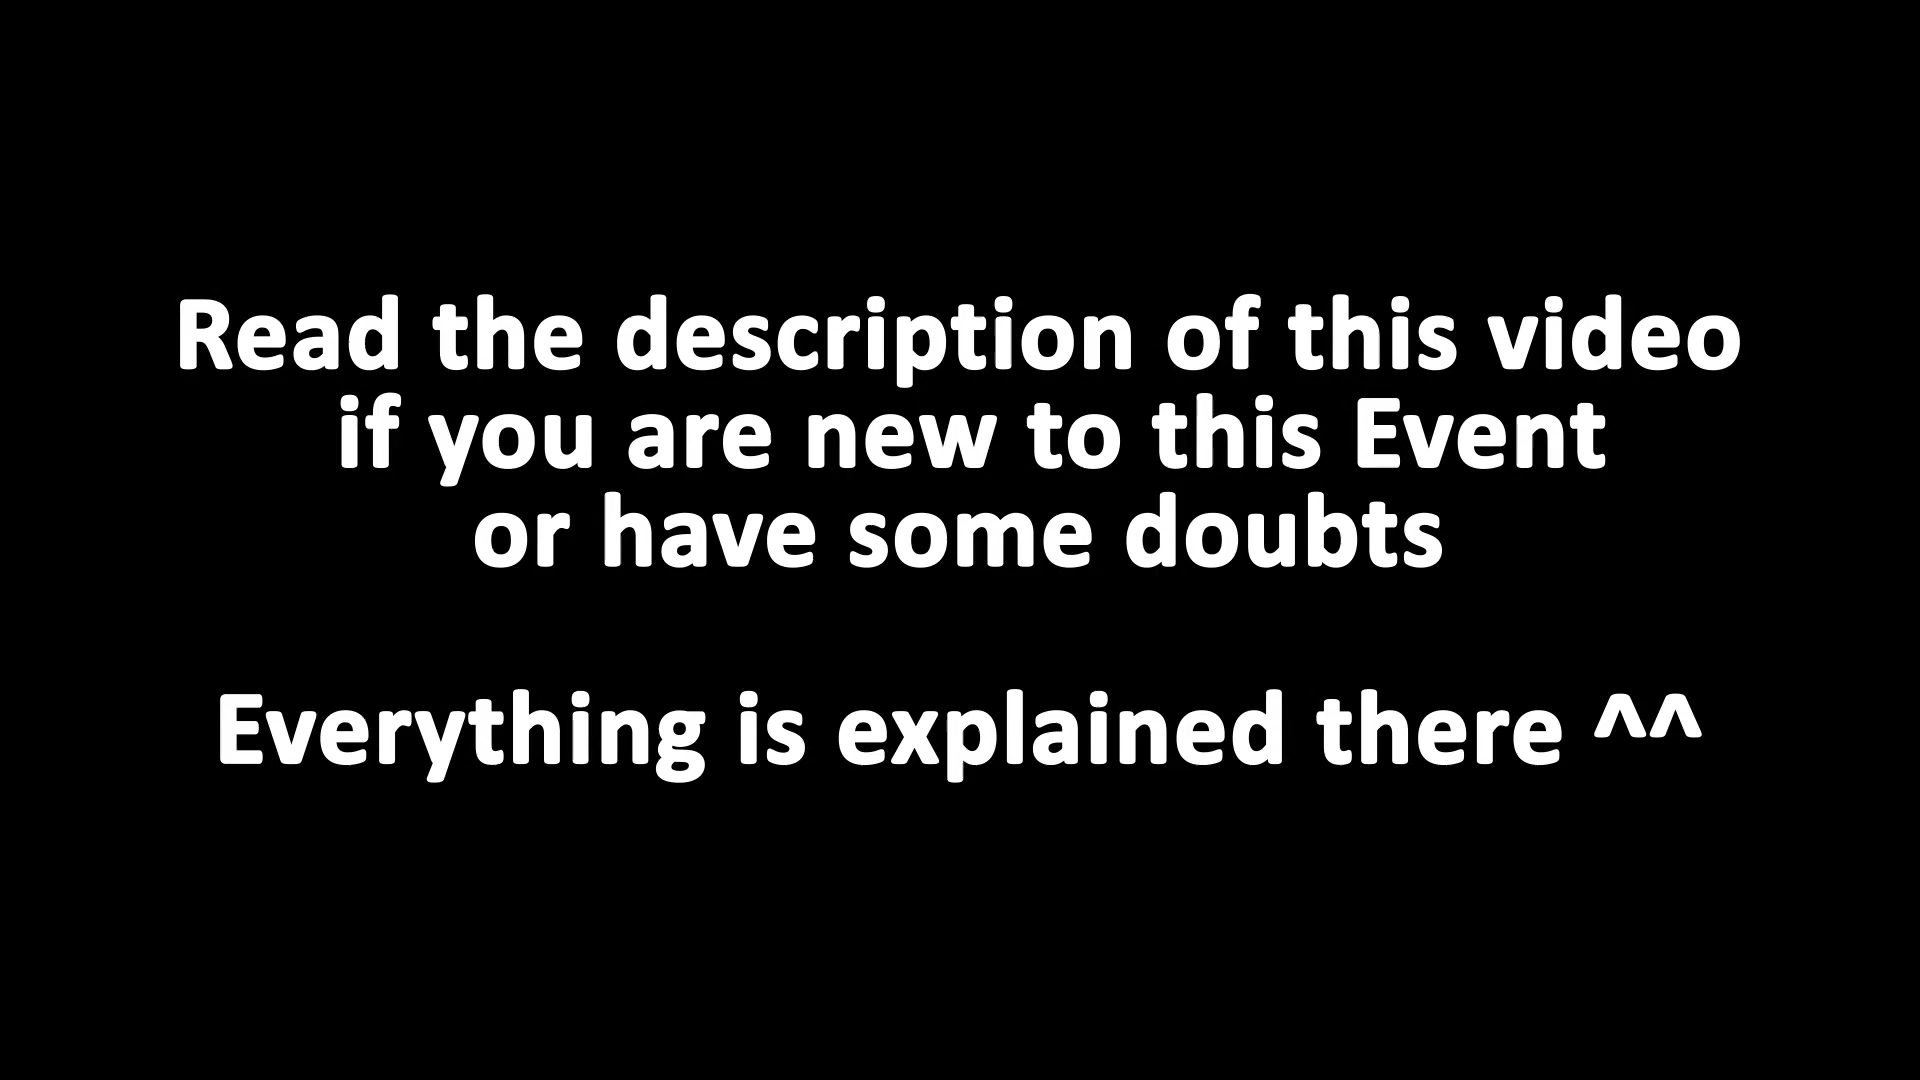 Read the description of this video
if you are new to this Event
or have some doubts
Everything is explained there ^^